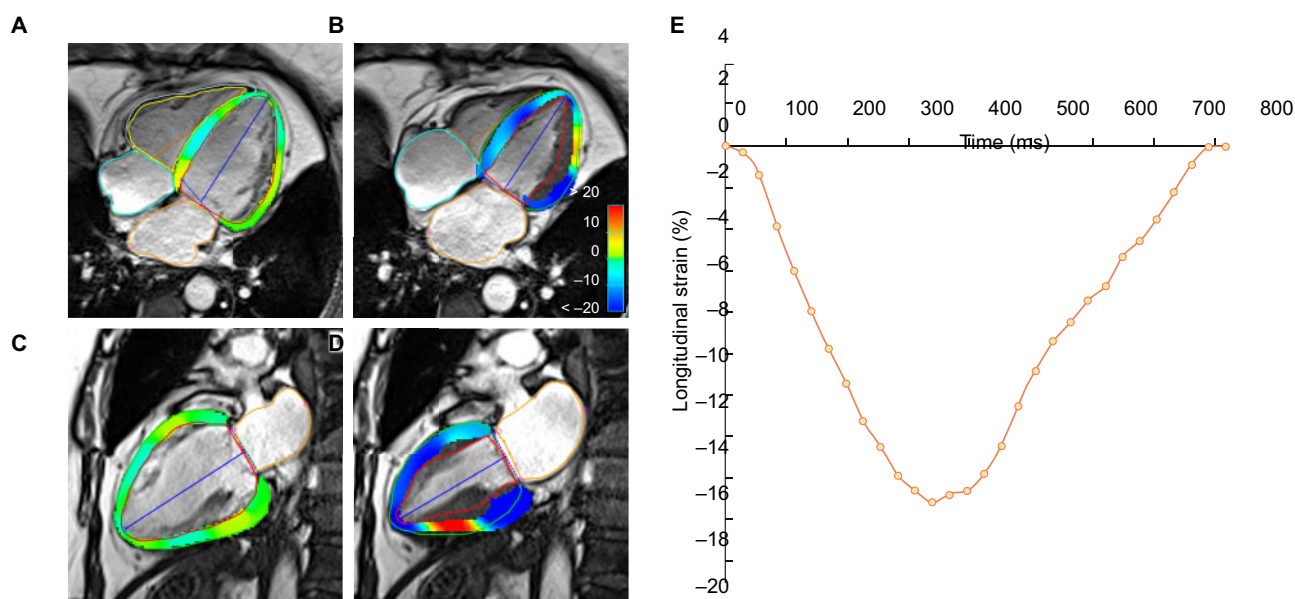 A
B
E
C
D
> 20
10
0
–10
< –20
4
2
0
–2
–4
–6
–8
–10
–12
–14
–16
–18
–20
0 100 200 300 400 500 600 700 800
Time (ms)
Longitudinal strain (%)